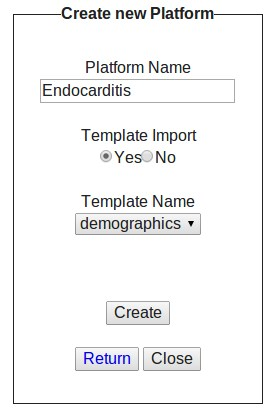 Create new Platform
Platform Name
Endocarditis
Template Import
Yes No
Template Name
demographics
Create
Return Close